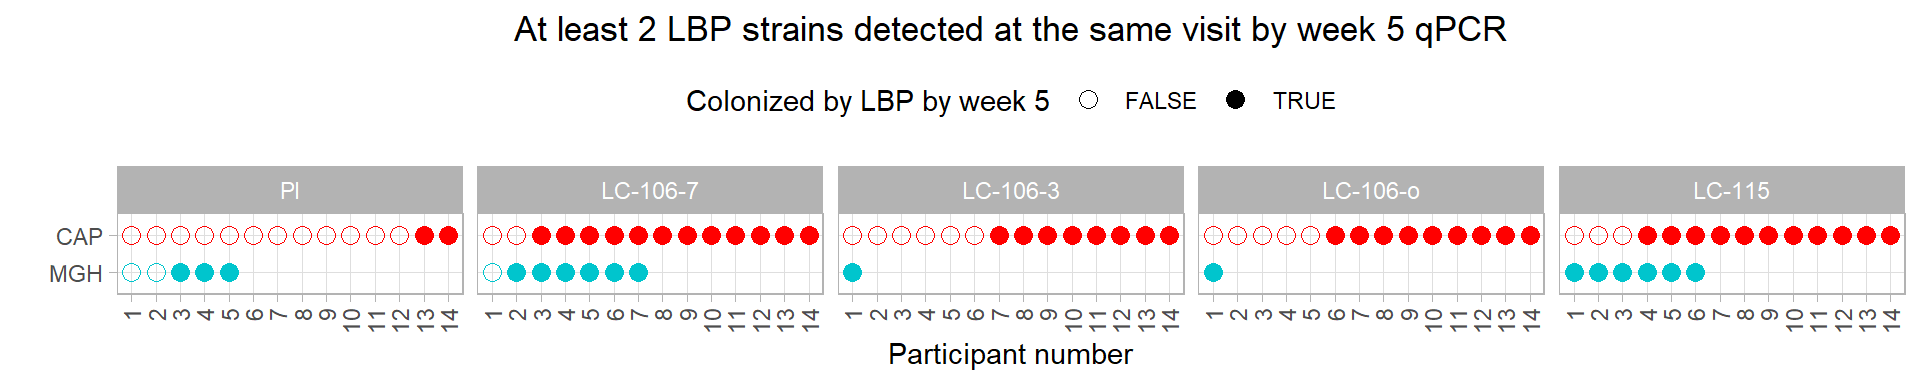 At least 2 LBP strains detected at the same visit by week 5 qPCR
Colonized by LBP by week 5 FALSE TRUE
Pl LC-106-7 LC-106-3 LC-106-o LC-115
CAP
MGH
1 2 3 4 5 6 7 8 9 10 11 12 13 14 1 2 3 4 5 6 7 8 9 10 11 12 13 14 1 2 3 4 5 6 7 8 9 10 11 12 13 14 1 2 3 4 5 6 7 8 9 10 11 12 13 14 1 2 3 4 5 6 7 8 9 10 11 12 13 14
Participant number